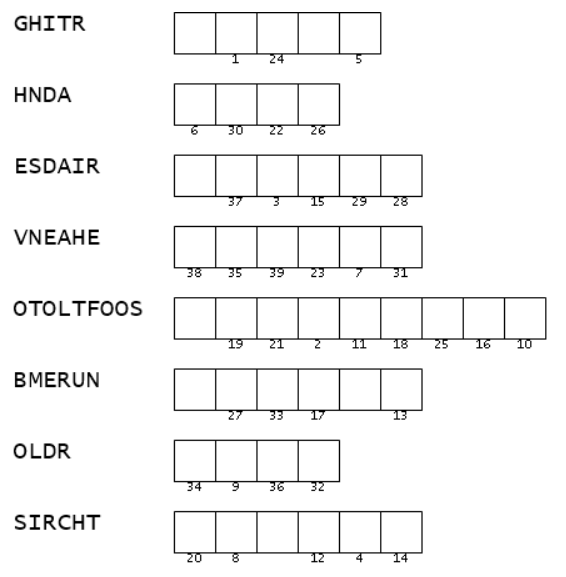 GHITR
1 24 5
HNDA
6 30 22 26
ESDAIR
37 3 15 29 28
VNEAHE
38 35 39 23 7 31
OTOLTFOOS
19 21 2 11 18 25 16 10
BMERUN
27 33 17 13
OLDR
34 9 36 32
SIRCHT
20 8 12 4 14